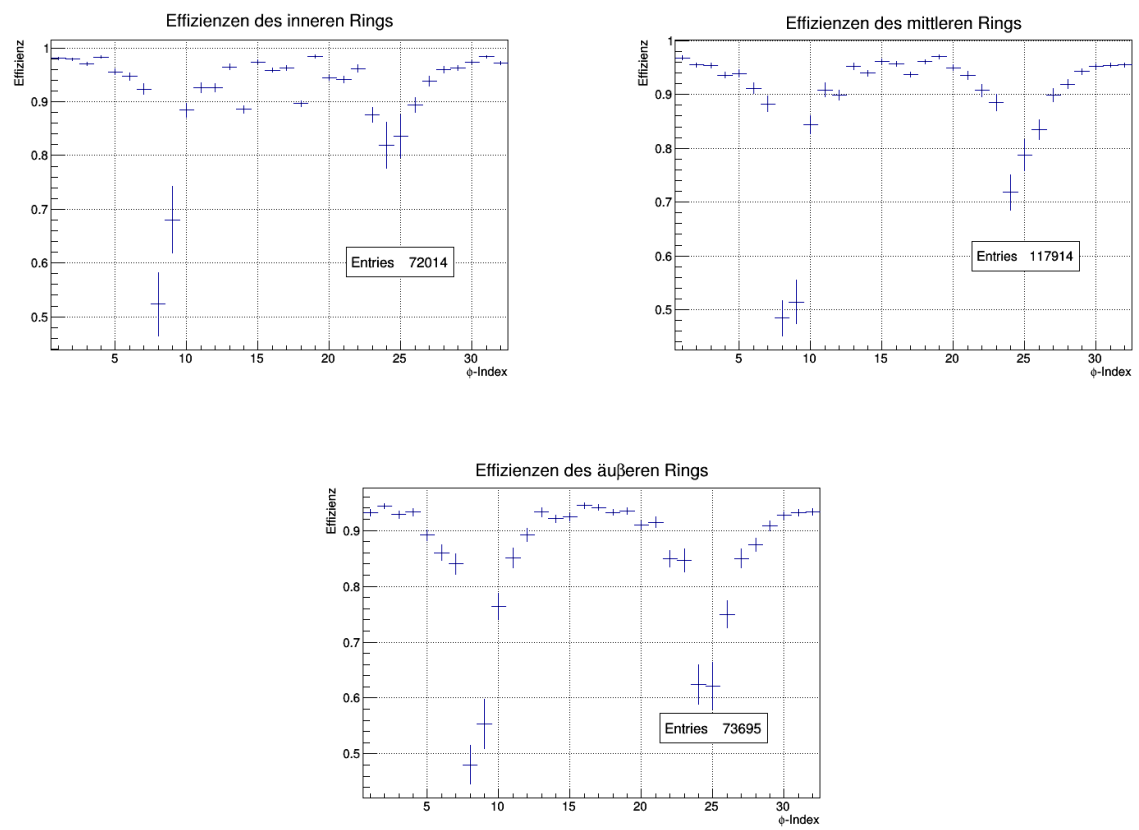 Effizienzen des inneren Rings
Effizienz
1
0.9
0.8
0.7
0.6
0.5
Entries 72014
5 10 15 20 25 30
ϕ-Index
Effizienzen des mittleren Rings
Effizienz
1
0.9
0.8
0.7
0.6
0.5
Entries 117914
5 10 15 20 25 30
ϕ-Index
Effizienzen des äuβeren Rings
Effizienz
0.9
0.8
0.7
0.6
0.5
Entries 73695
5 10 15 20 25 30
ϕ-Index